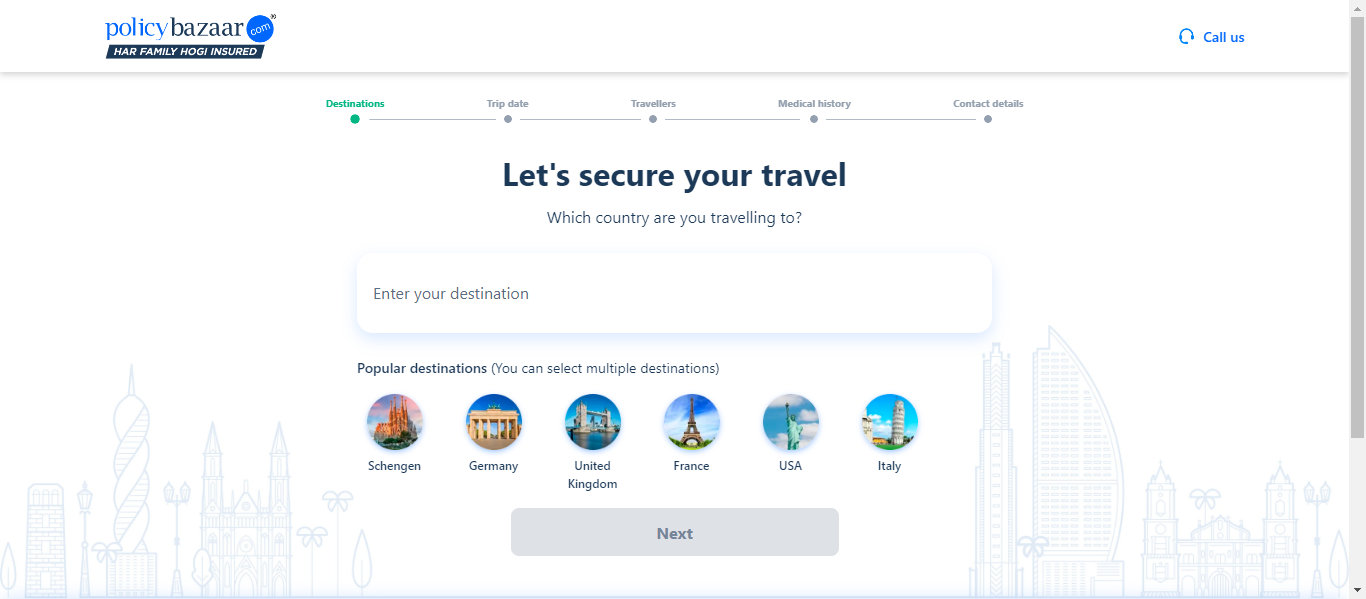 policybazaar.com®
HAR FAMILY HOGI INSURED
Call us
Destinations
Trip date
Travellers
Medical history
Contact details
Let's secure your travel
Which country are you travelling to?
Enter your destination
Popular destinations (You can select multiple destinations)
Schengen
Germany
United
Kingdom
France
USA
Italy
Next